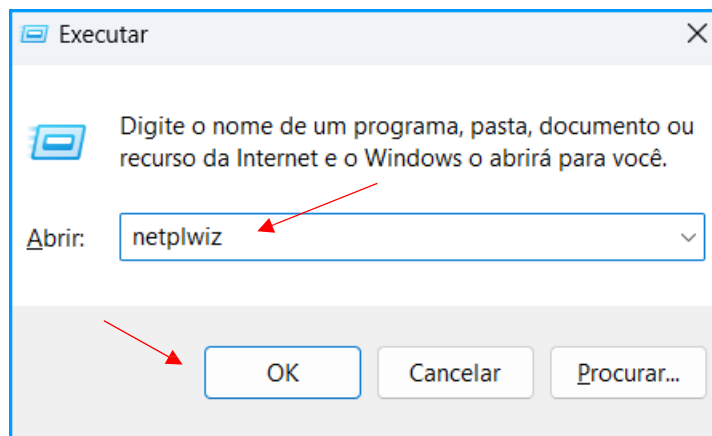 Executar
Digite o nome de um programa, pasta, documento ou
recurso da Internet e o Windows o abrirá para você.
Abrir:
netplwiz
OK
Cancelar
Procurar...